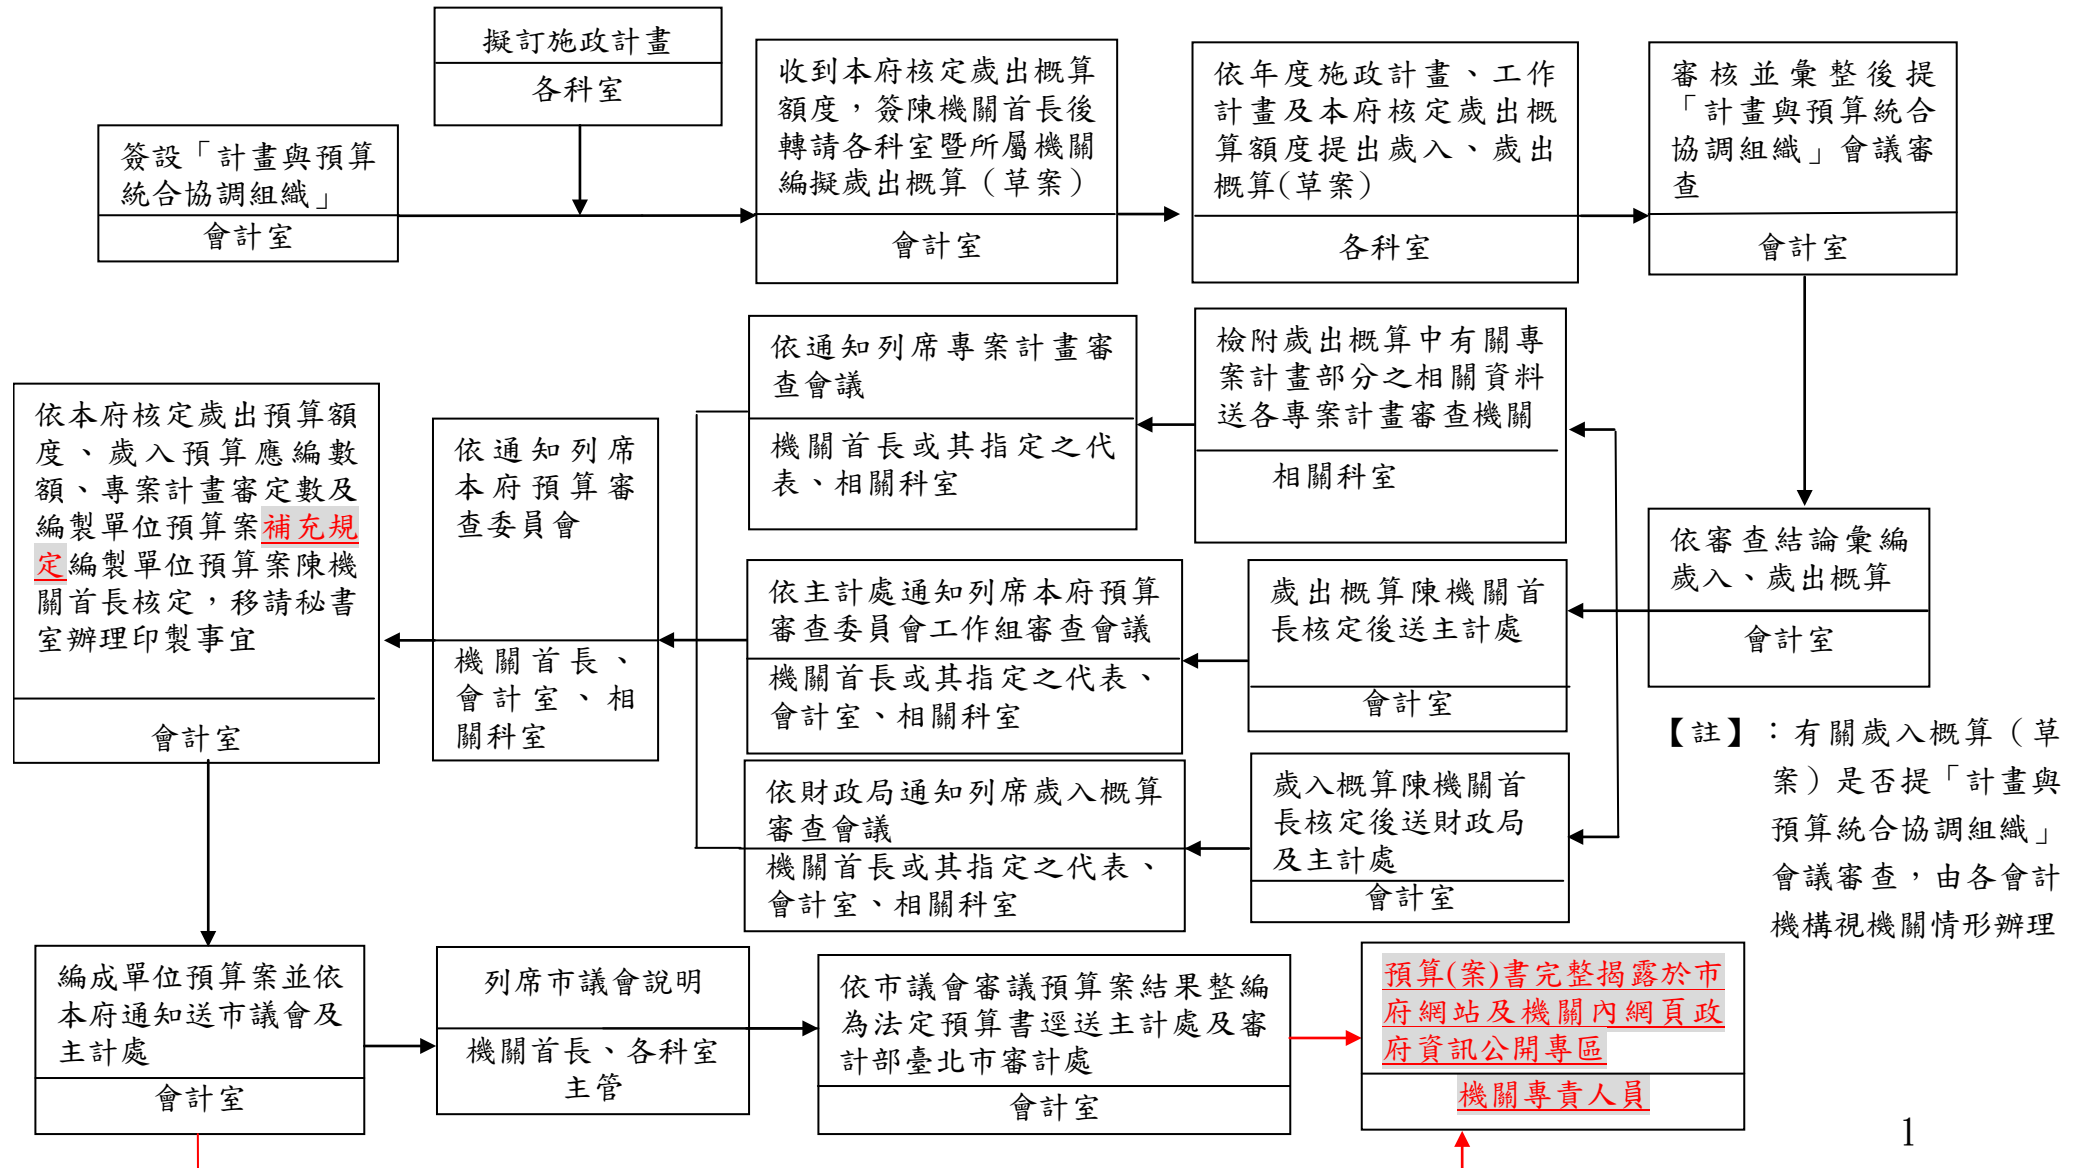 擬訂施政計畫
各科室
簽設「計畫與預算
統合協調組織」
會計室
收到本府核定歲出概算
額度，簽陳機關首長後
轉請各科室暨所屬機關
編擬歲出概算（草案）
會計室
依年度施政計畫、工作
計畫及本府核定歲出概
算額度提出歲入、歲出
概算(草案)
各科室
審核並彙整後提
「計畫與預算統合
協調組織」會議審
查
會計室
依審查結論彙編
歲入、歲出概算
會計室
檢附歲出概算中有關專
案計畫部分之相關資料
送各專案計畫審查機關
相關科室
依通知列席專案計畫審
查會議
機關首長或其指定之代
表、相關科室
歲出概算陳機關首
長核定後送主計處
會計室
依主計處通知列席本府預算
審查委員會工作組審查會議
機關首長或其指定之代表、
會計室、相關科室
歲入概算陳機關首
長核定後送財政局
及主計處
會計室
依財政局通知列席歲入概算
審查會議
機關首長或其指定之代表、
會計室、相關科室
依通知列席
本府預算審
查委員會
機關首長、
會計室、相
關科室
依本府核定歲出預算額
度、歲入預算應編數
額、專案計畫審定數及
編製單位預算案補充規
定編製單位預算案陳機
關首長核定，移請秘書
室辦理印製事宜
會計室
【註】：有關歲入概算（草
案）是否提「計畫與
預算統合協調組織」
會議審查，由各會計
機構視機關情形辦理
編成單位預算案並依
本府通知送市議會及
主計處
會計室
列席市議會說明
機關首長、各科室
主管
依市議會審議預算案結果整編
為法定預算書逕送主計處及審
計部臺北市審計處
會計室
預算(案)書完整揭露於市
府網站及機關內網頁政
府資訊公開專區
機關專責人員
1